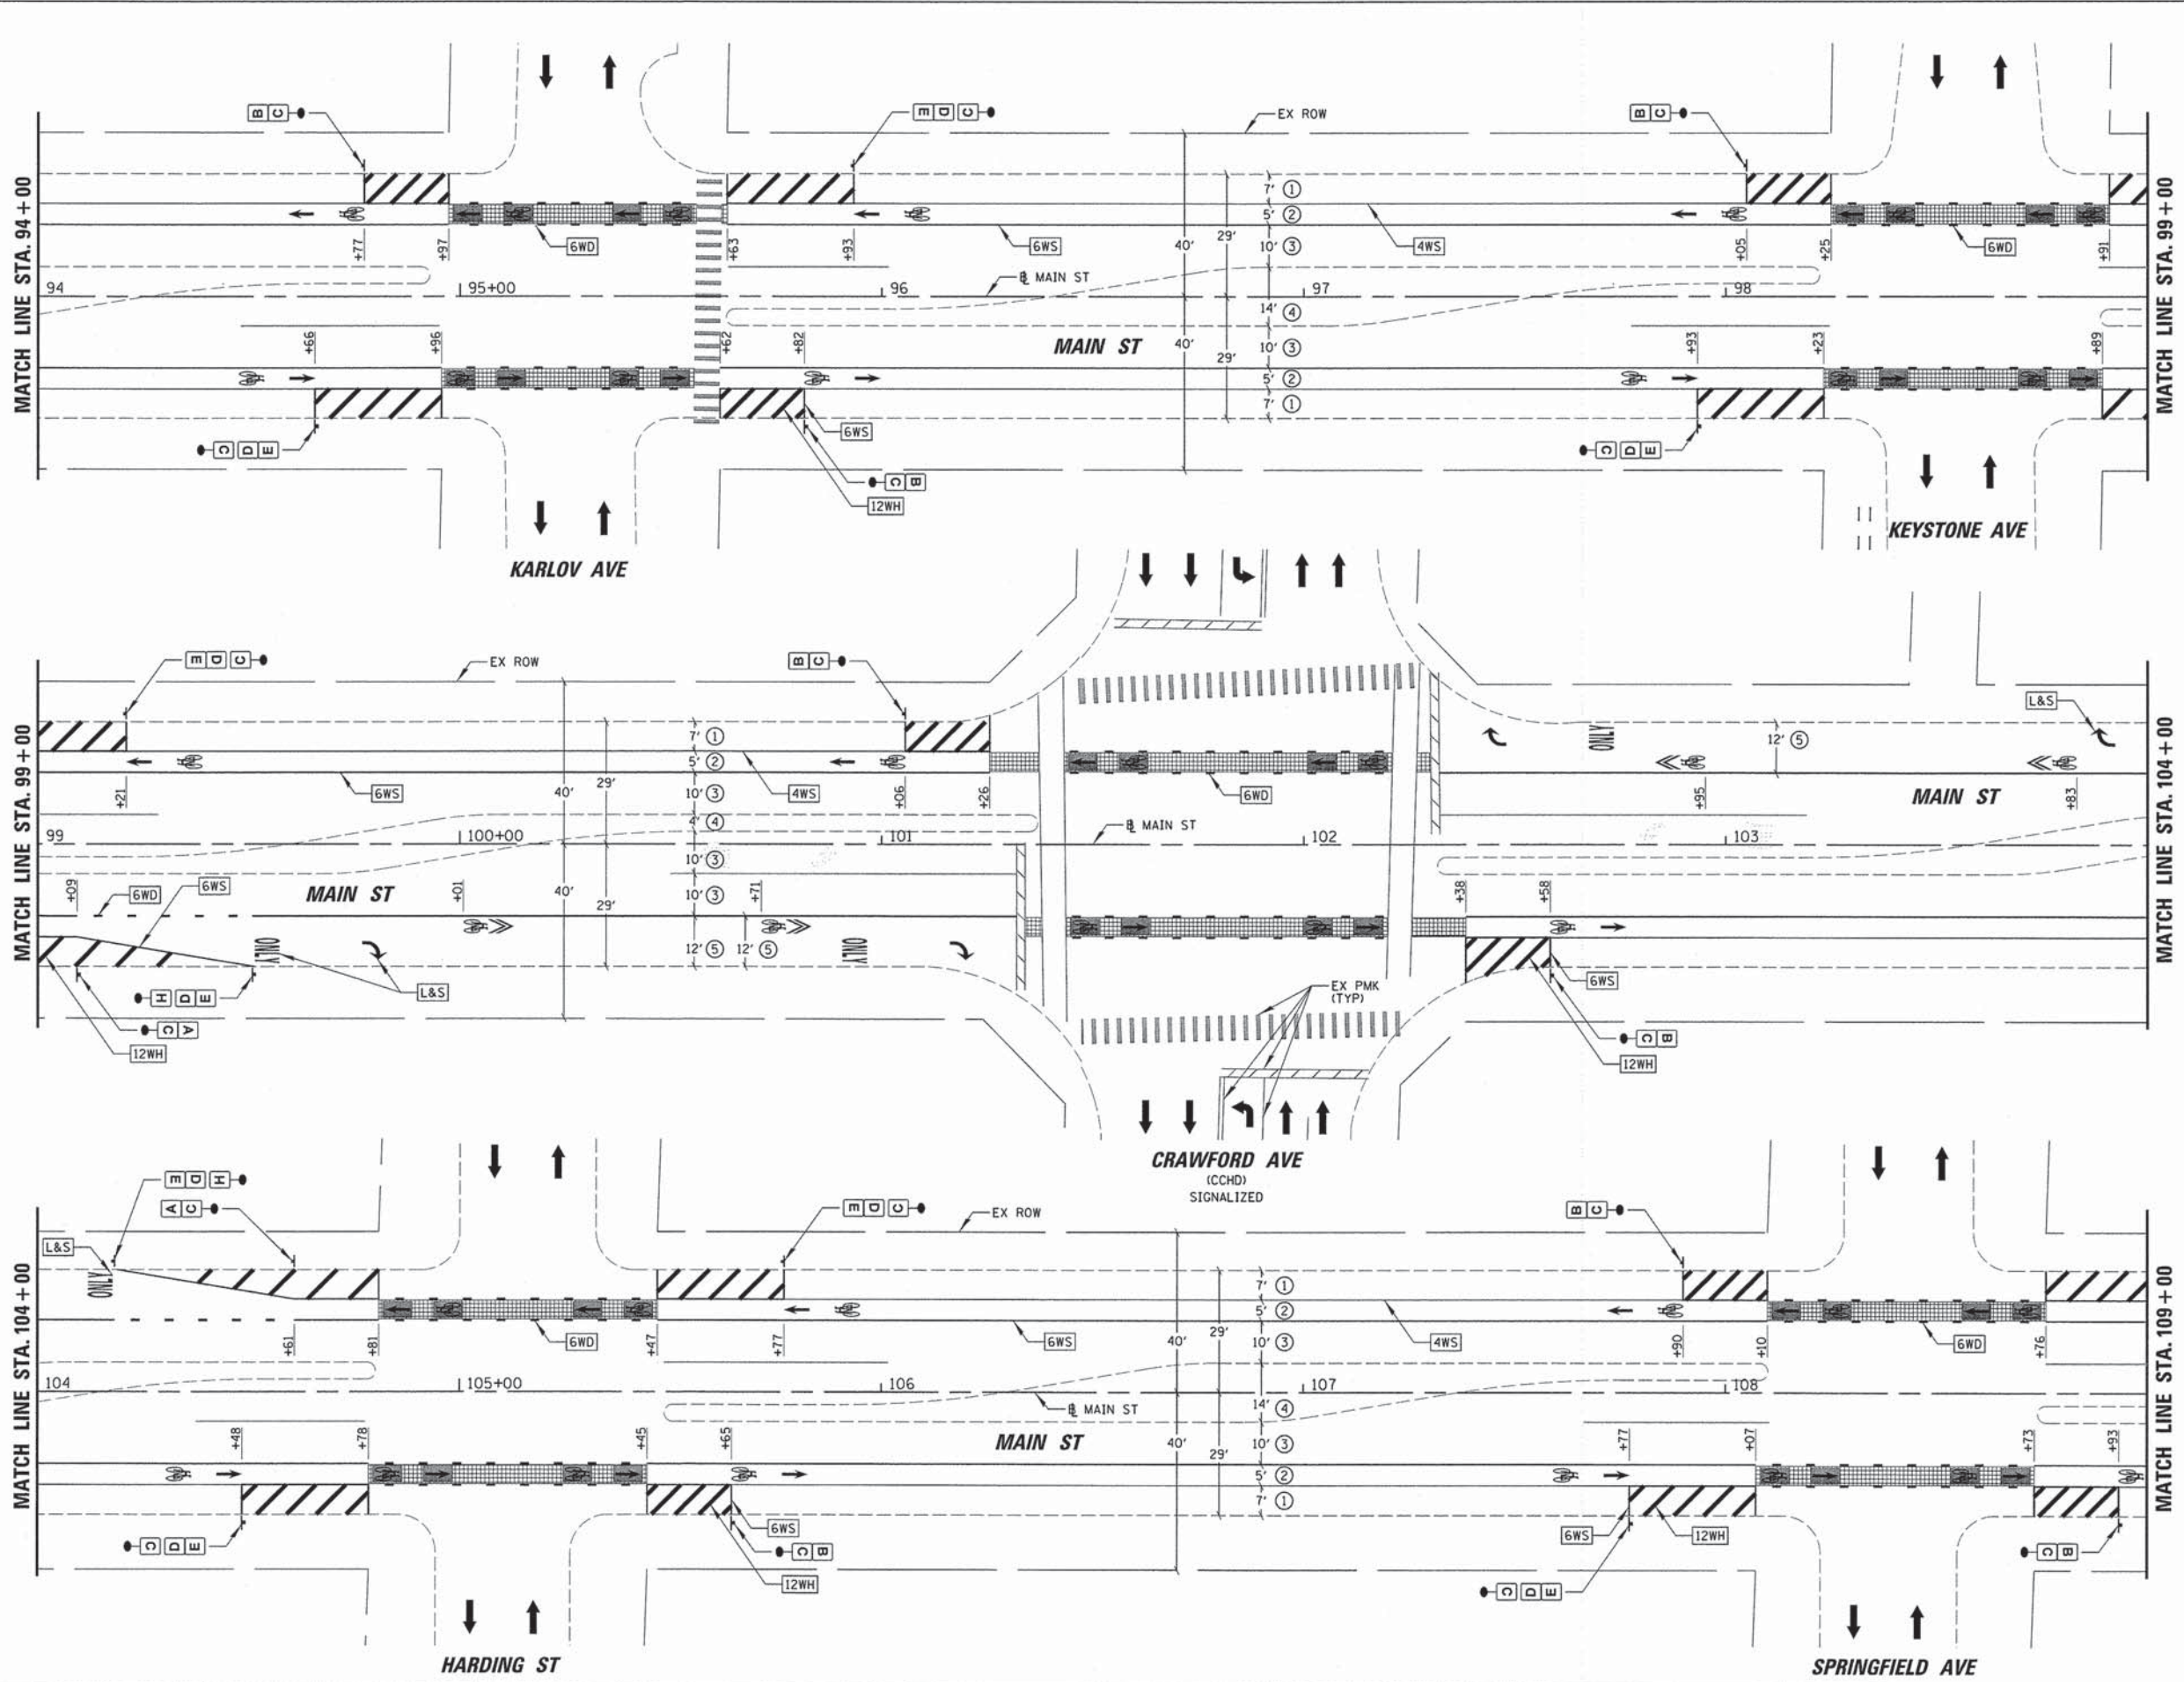 MATCH LINE STA. 94+00
B C
E D C
EX ROW
B C
MATCH LINE STA. 99+00
+77
+97
6WD
+63
+93
6WS
40'
29'
7' ①
5' ②
10' ③
4WS
+05
+25
6WD
+91
94
95+00
96
℄ MAIN ST
97
98
14' ④
+66
+96
+62
+82
MAIN ST
40'
29'
10' ③
5' ②
7' ①
+93
+23
+89
C D E
6WS
C B
12WH
C D E
KARLOV AVE
KEYSTONE AVE
MATCH LINE STA. 99+00
E D C
EX ROW
B C
L&S
MATCH LINE STA. 104+00
7' ①
5' ②
10' ③
4' ④
ONLY
12' ⑤
+21
6WS
40'
29'
4WS
+06
+26
6WD
+95
MAIN ST
+83
99
100+00
101
℄ MAIN ST
102
103
+09
6WD
6WS
MAIN ST
+01
40'
29'
10' ③
10' ③
+71
+38
+58
ONLY
12' ⑤
12' ⑤
ONLY
H D E
L&S
C A
12WH
EX PMK
(TYP)
6WS
C B
12WH
CRAWFORD AVE
(CCHD)
SIGNALIZED
MATCH LINE STA. 104+00
E D H
A C
L&S
ONLY
E D C
EX ROW
B C
MATCH LINE STA. 109+00
+61
+81
6WD
+47
+77
6WS
40'
29'
7' ①
5' ②
10' ③
4WS
+90
+10
6WD
+76
104
105+00
106
℄ MAIN ST
107
108
14' ④
+48
+78
+45
+65
MAIN ST
40'
29'
10' ③
5' ②
7' ①
+77
+07
+73
+93
C D E
6WS
C B
12WH
6WS
12WH
C D E
C B
HARDING ST
SPRINGFIELD AVE